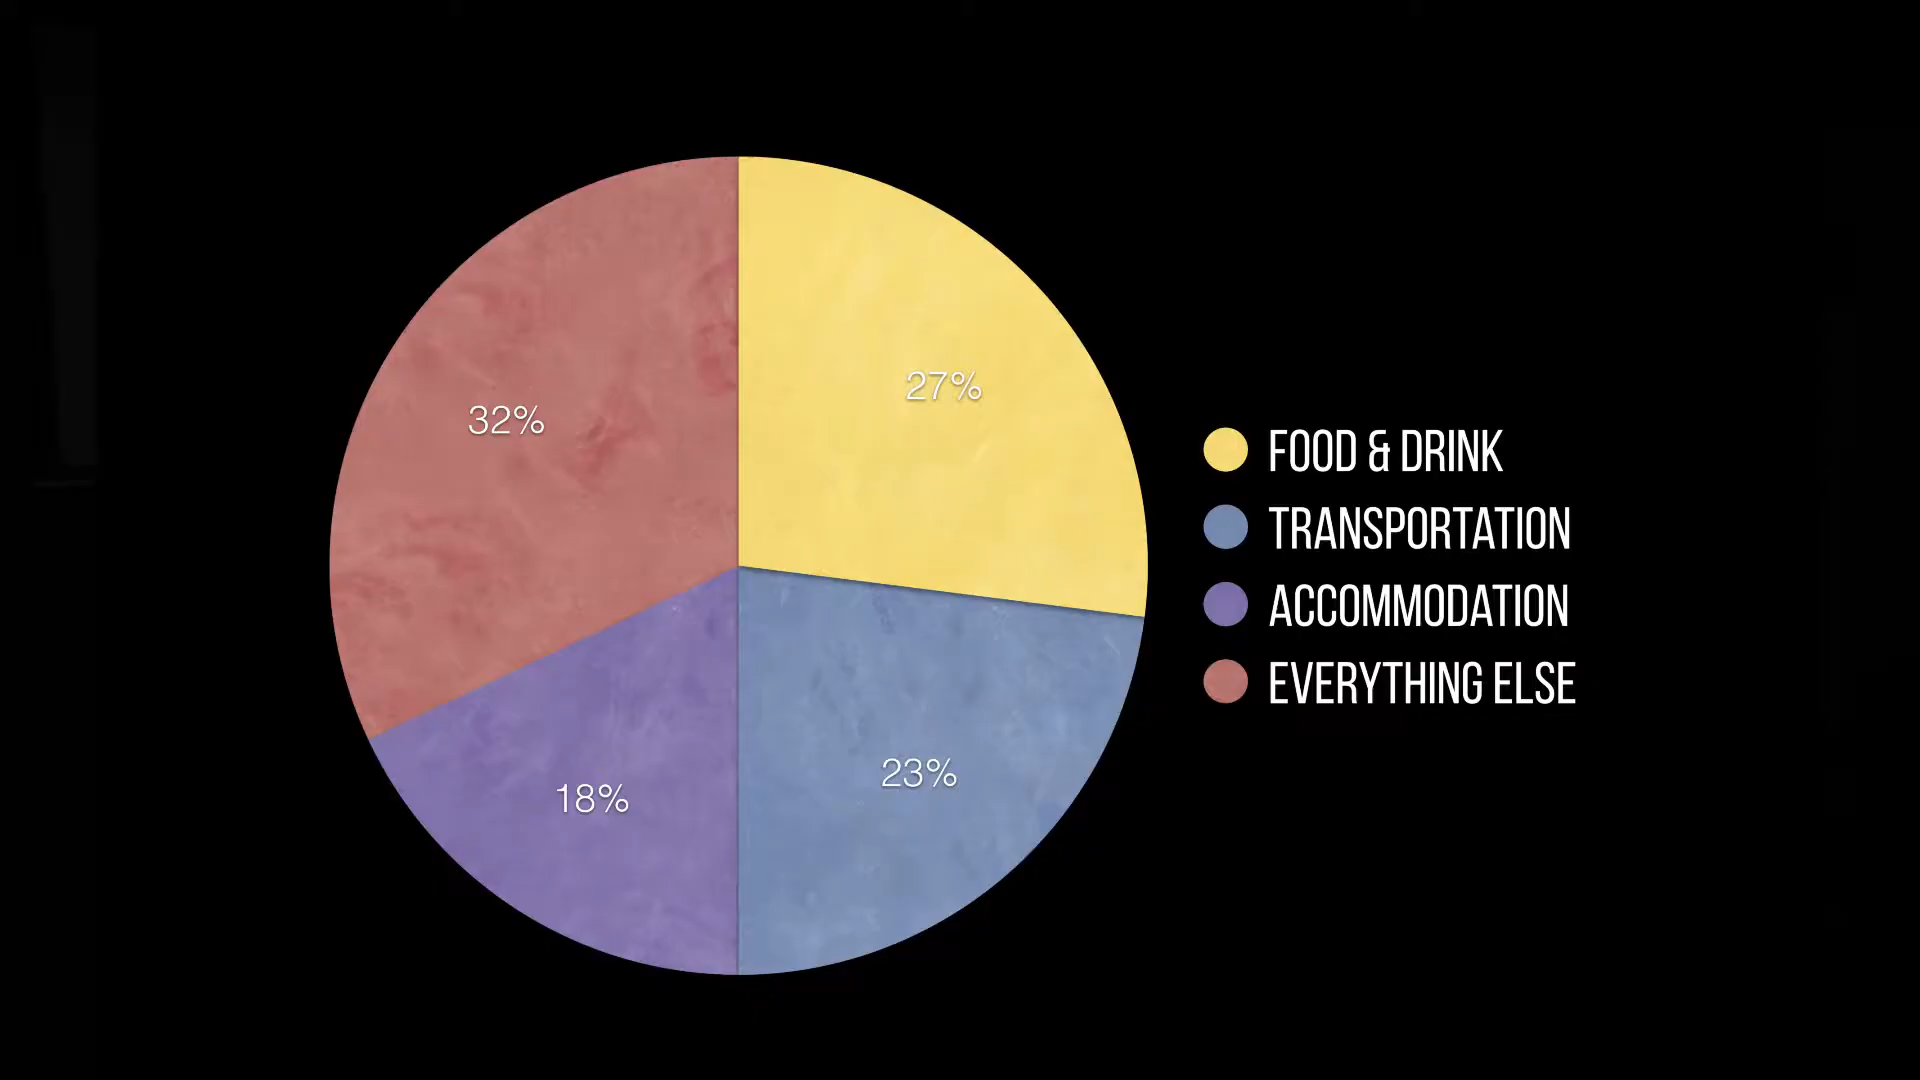 27%
32%
23%
18%
FOOD & DRINK
TRANSPORTATION
ACCOMMODATION
EVERYTHING ELSE